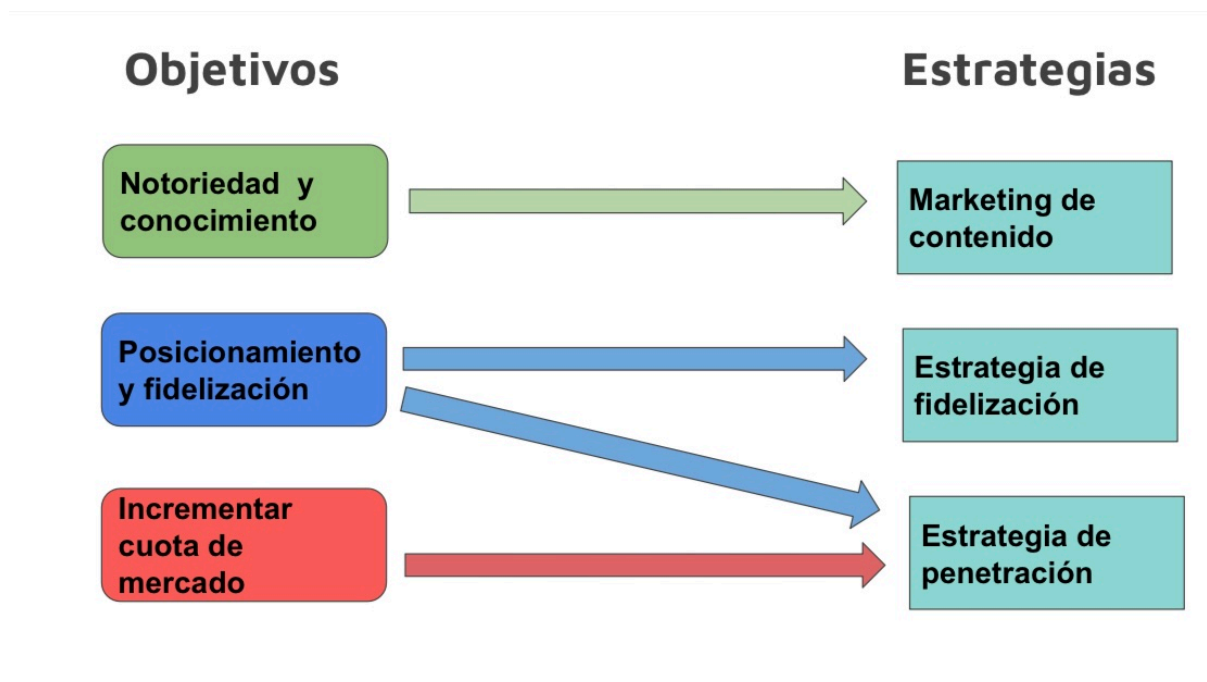 Objetivos
Estrategias
Notoriedad y
conocimiento
Marketing de
contenido
Posicionamiento
y fidelización
Estrategia de
fidelización
Incrementar
cuota de
mercado
Estrategia de
penetración